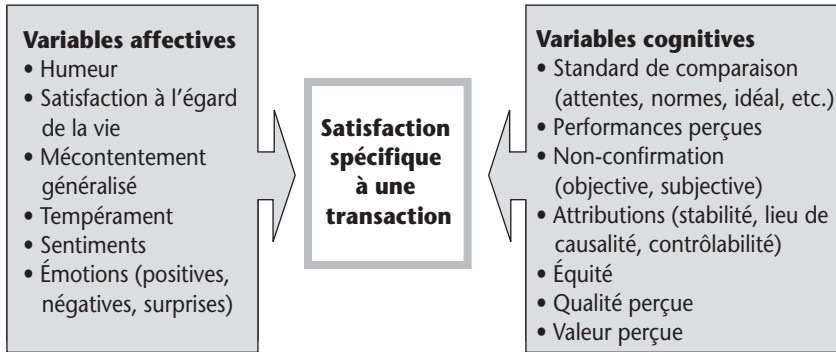 Variables affectives
• Humeur
• Satisfaction à l'égard
de la vie
• Mécontentement
généralisé
• Tempérament
• Sentiments
• Émotions (positives,
négatives, surprises)
Satisfaction
spécifique
à une
transaction
Variables cognitives
• Standard de comparaison
(attentes, normes, idéal, etc.)
• Performances perçues
• Non-confirmation
(objective, subjective)
• Attributions (stabilité, lieu de
causalité, contrôlabilité)
• Équité
• Qualité perçue
• Valeur perçue